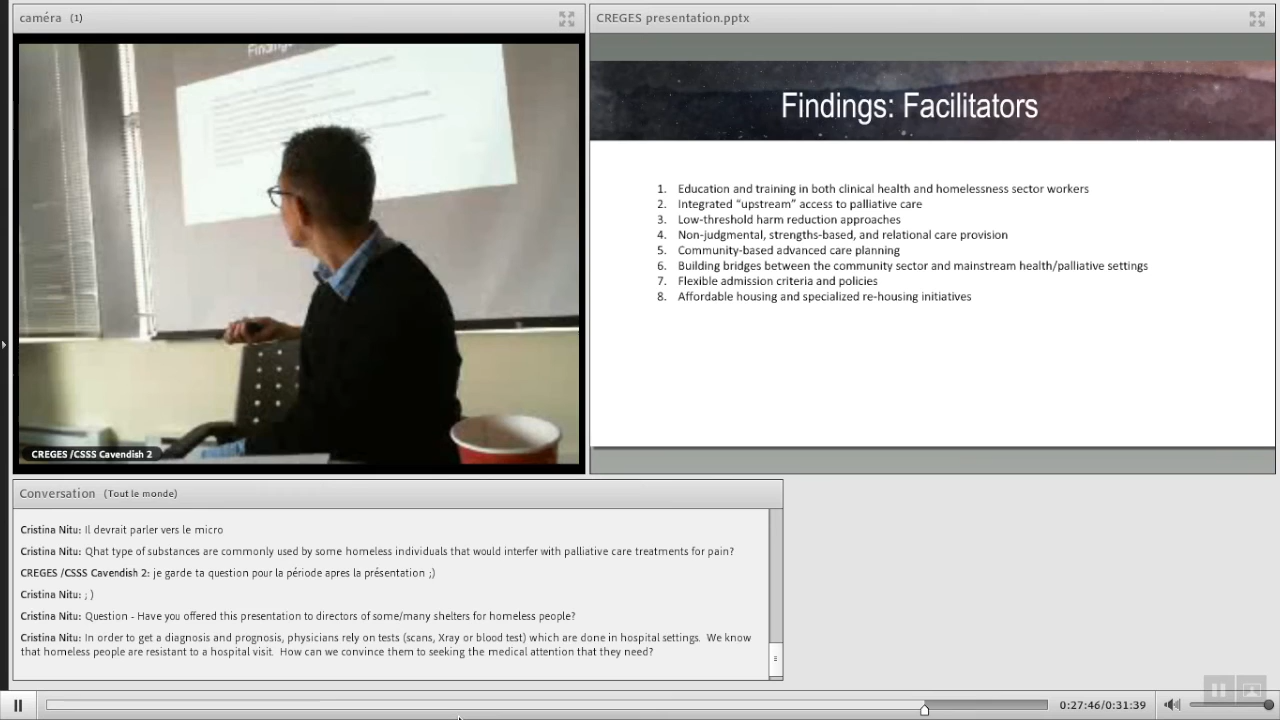 caméra (1)
CREGES presentation.pptx
Findings
CREGES /CSSS Cavendish 2
Findings: Facilitators
1. Education and training in both clinical health and homelessness sector workers
2. Integrated “upstream” access to palliative care
3. Low-threshold harm reduction approaches
4. Non-judgmental, strengths-based, and relational care provision
5. Community-based advanced care planning
6. Building bridges between the community sector and mainstream health/palliative settings
7. Flexible admission criteria and policies
8. Affordable housing and specialized re-housing initiatives
Conversation (Tout le monde)
Cristina Nitu: Il devrait parler vers le micro
Cristina Nitu: Qhat type of substances are commonly used by some homeless individuals that would interfer with palliative care treatments for pain?
CREGES /CSSS Cavendish 2: je garde ta question pour la période apres la présentation ;)
Cristina Nitu: ; )
Cristina Nitu: Question - Have you offered this presentation to directors of some/many shelters for homeless people?
Cristina Nitu: In order to get a diagnosis and prognosis, physicians rely on tests (scans, Xray or blood test) which are done in hospital settings. We know
that homeless people are resistant to a hospital visit. How can we convince them to seeking the medical attention that they need?
0:27:46/0:31:39